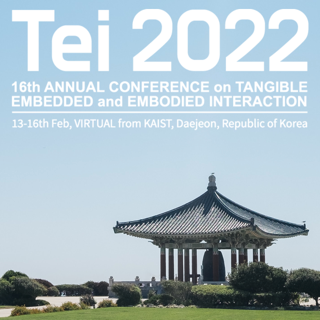 Tei 2022
16th ANNUAL CONFERENCE on TANGIBLE
EMBEDDED and EMBODIED INTERACTION
13-16th Feb, VIRTUAL from KAIST, Daejeon, Republic of Korea